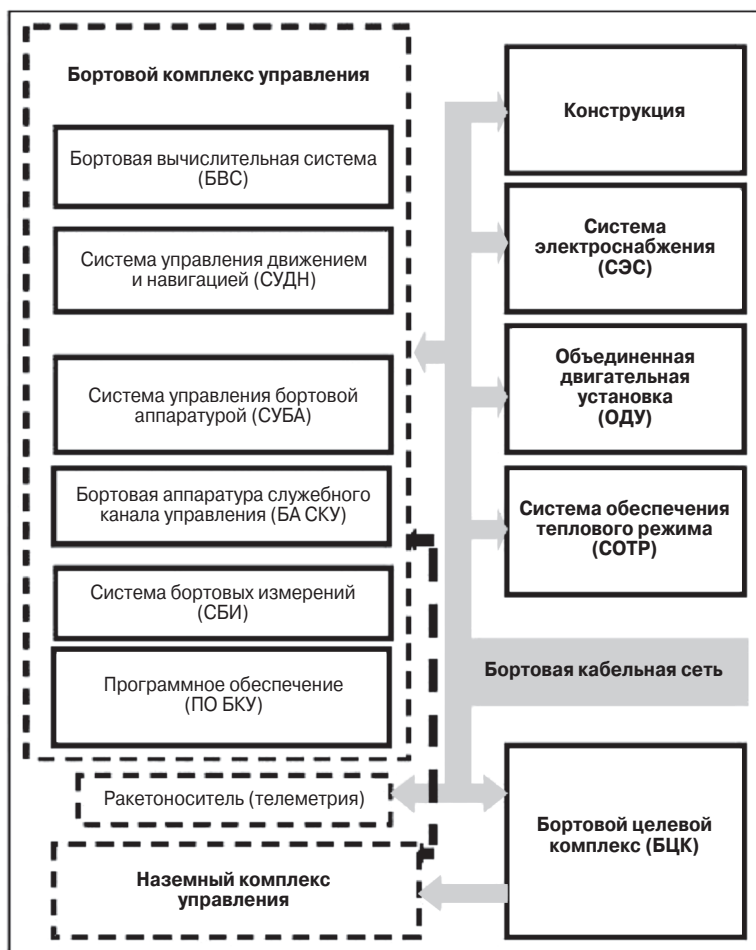 Бортовой комплекс управления
Бортовая вычислительная система
(БВС)
Система управления движением
и навигацией (СУДН)
Система управления бортовой
аппаратурой (СУБА)
Бортовая аппаратура служебного
канала управления (БА СКУ)
Система бортовых измерений
(СБИ)
Программное обеспечение
(ПО БКУ)
Ракетоноситель (телеметрия)
Наземный комплекс
управления
Конструкция
Система
электроснабжения
(СЭС)
Объединенная
двигательная
установка
(ОДУ)
Система обеспечения
теплового режима
(СОТР)
Бортовая кабельная сеть
Бортовой целевой
комплекс (БЦК)